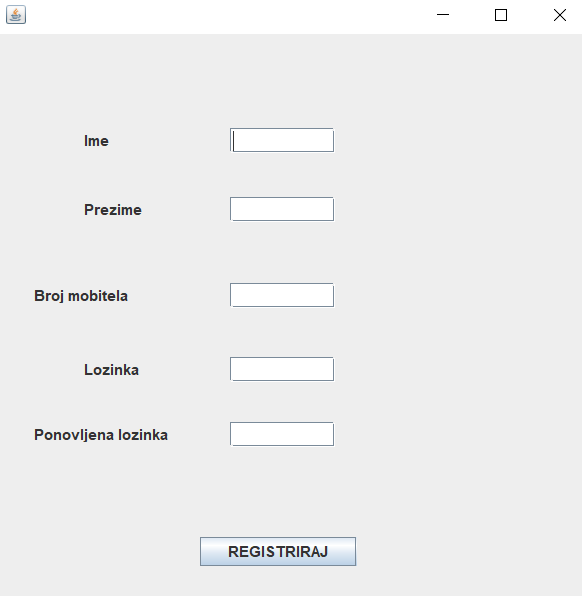 Ime
Prezime
Broj mobitela
Lozinka
Ponovljena lozinka
REGISTRIRAJ